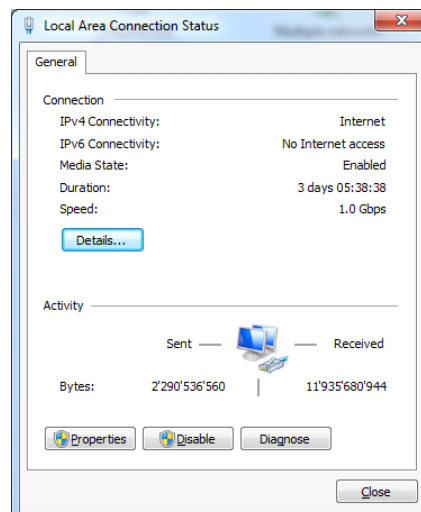 Local Area Connection Status
General
Connection
IPv4 Connectivity: Internet
IPv6 Connectivity: No Internet access
Media State: Enabled
Duration: 3 days 05:38:38
Speed: 1.0 Gbps
Details...
Activity
Sent Received
Bytes: 2'290'536'560 11'935'680'944
Properties Disable Diagnose
Close